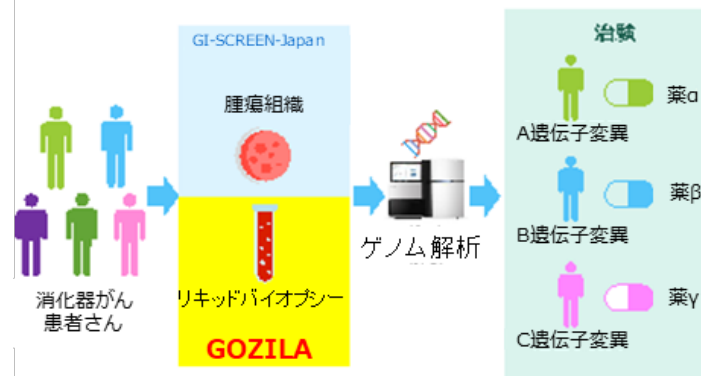 消化器がん
患者さん
GI-SCREEN-Japan
腫瘍組織
リキッドバイオプシー
GOZILA
ゲノム解析
治験
薬α
A遺伝子変異
薬β
B遺伝子変異
薬γ
C遺伝子変異